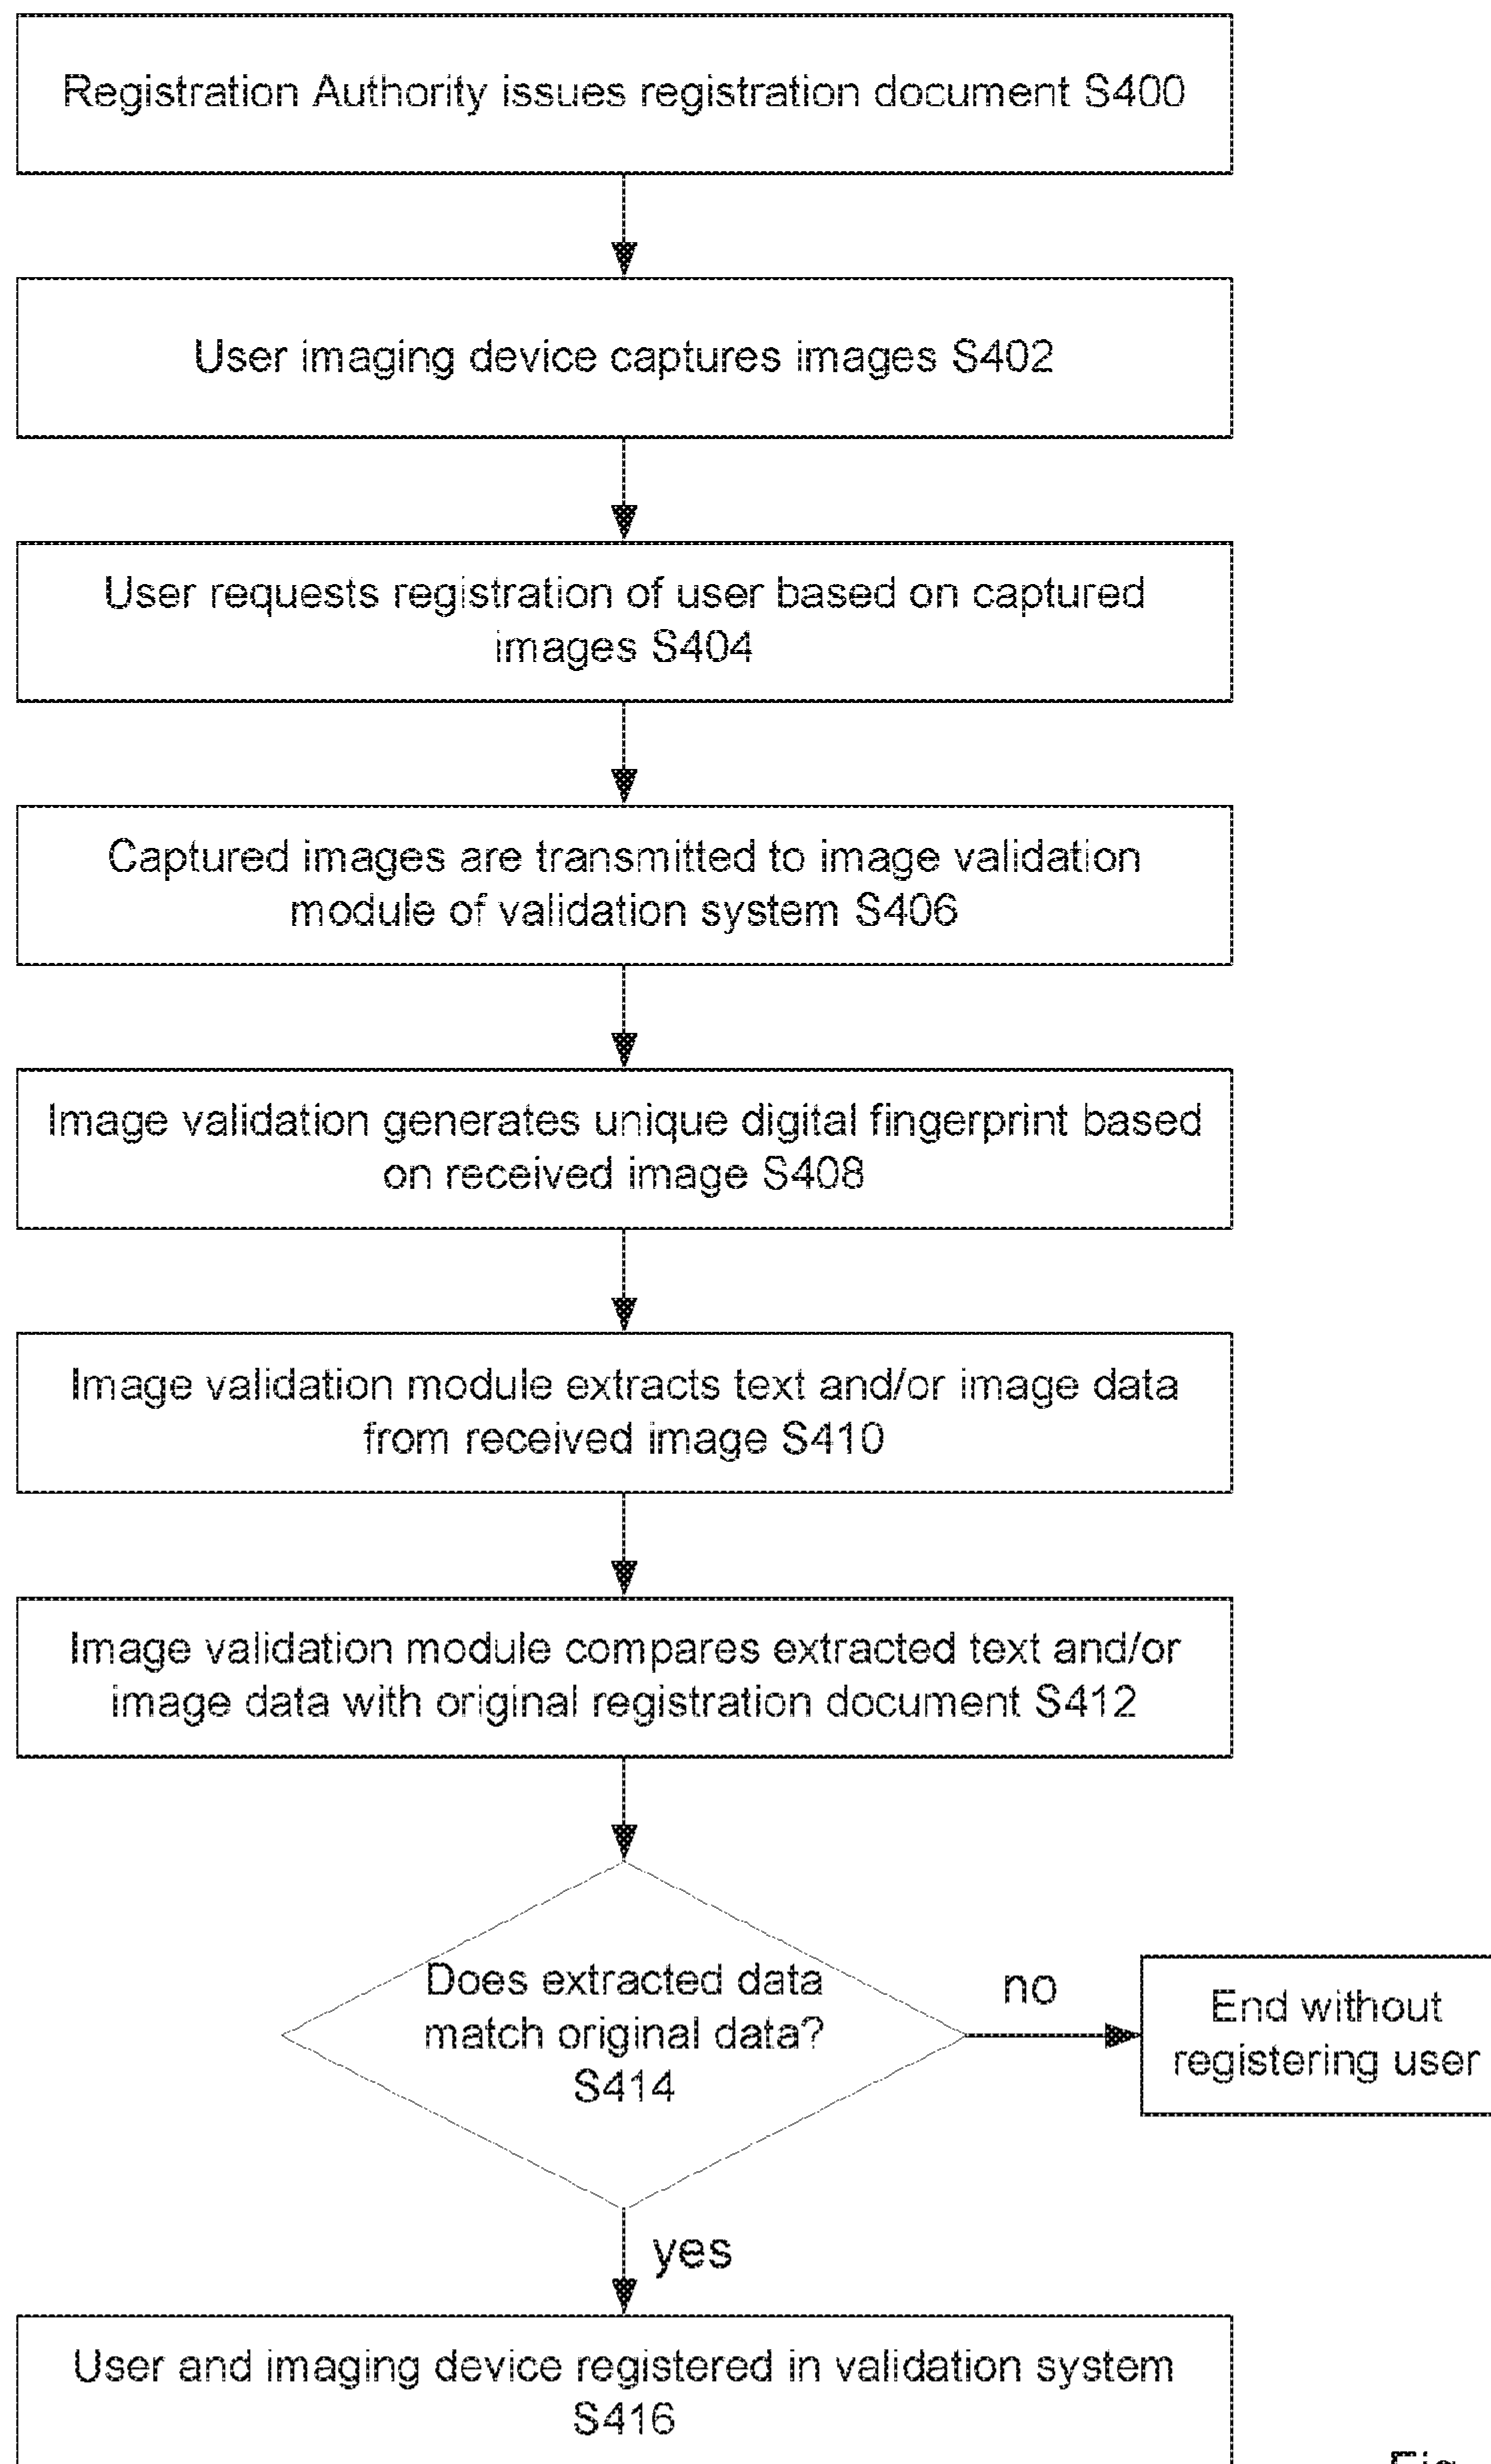 Registration Authority issues registration document S400
User imaging device captures images S402
User requests registration of user based on captured
images S404
Captured images are transmitted to image validation
module of validation system S406
Image validation generates unique digital fingerprint based
on received image S408
Image validation module extracts text and/or image data
from received image S410
Image validation module compares extracted text and/or
image data with original registration document S412
Does extracted data
match original data?
S414
no
End without
registering user
yes
User and imaging device registered in validation system
S416